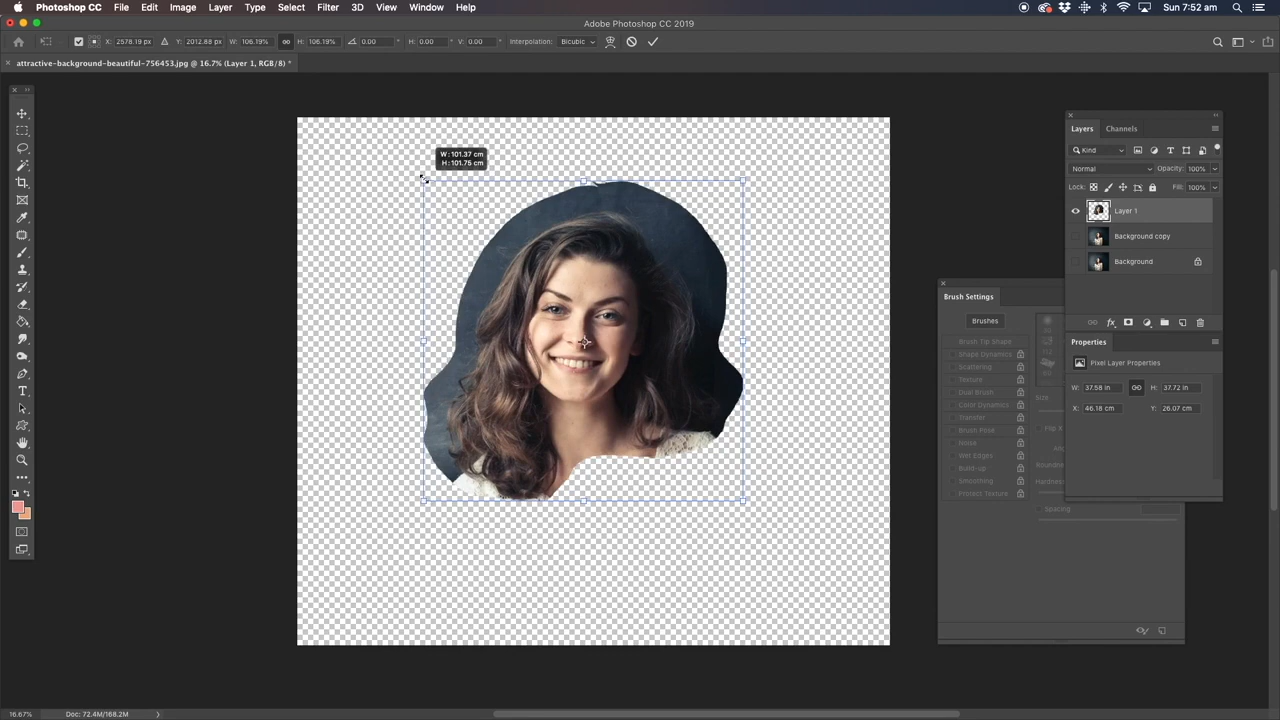 Photoshop CC File Edit Image Layer Type Select Filter 3D View Window Help Sun 7:52 am
Adobe Photoshop CC 2019
X: 2578.19 px Y: 2012.88 px W: 106.19% H: 106.19% 0.00 ° H: 0.00 ° V: 0.00 ° Interpolation: Bicubic
attractive-background-beautiful-756453.jpg @ 16.7% (Layer 1, RGB/8) *
W: 101.37 cm
H: 101.75 cm
Layers Channels
Kind
Normal Opacity: 100%
Lock: Fill: 100%
Layer 1
Background copy
Background
Properties
Pixel Layer Properties
W: 37.58 in H: 37.72 in
X: 46.18 cm Y: 26.07 cm
Brush Settings
Brushes
Brush Tip Shape
Shape Dynamics
Scattering
Texture
Dual Brush
Color Dynamics
Transfer
Brush Pose
Noise
Wet Edges
Build-up
Smoothing
Protect Texture
Size
Flip X
Roundness
Hardness
Spacing
16.67% Doc: 72.4M/168.2M